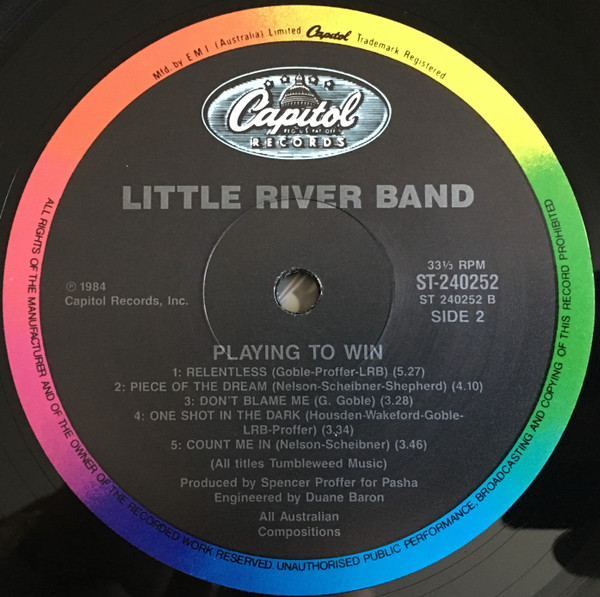 Mfd. by E M I (Australia) Limited Capitol Trademark Registered
Capitol
REG. U.S. PAT. OFF.
RECORDS
LITTLE RIVER BAND
℗ 1984
Capitol Records, Inc.
33⅓ RPM
ST-240252
ST 240252 B
SIDE 2
PLAYING TO WIN
1: RELENTLESS (Goble-Proffer-LRB) (5.27)
2: PIECE OF THE DREAM (Nelson-Scheibner-Shepherd) (4.10)
3: DON'T BLAME ME (G. Goble) (3.28)
4: ONE SHOT IN THE DARK (Housden-Wakeford-Goble-
LRB-Proffer) (3,34)
5: COUNT ME IN (Nelson-Scheibner) (3.46)
(All titles Tumbleweed Music)
Produced by Spencer Proffer for Pasha
Engineered by Duane Baron
All Australian
Compositions
ALL RIGHTS OF THE MANUFACTURER AND OF THE OWNER OF THE RECORDED WORK RESERVED. UNAUTHORISED PUBLIC PERFORMANCE, BROADCASTING AND COPYING OF THIS RECORD PROHIBITED